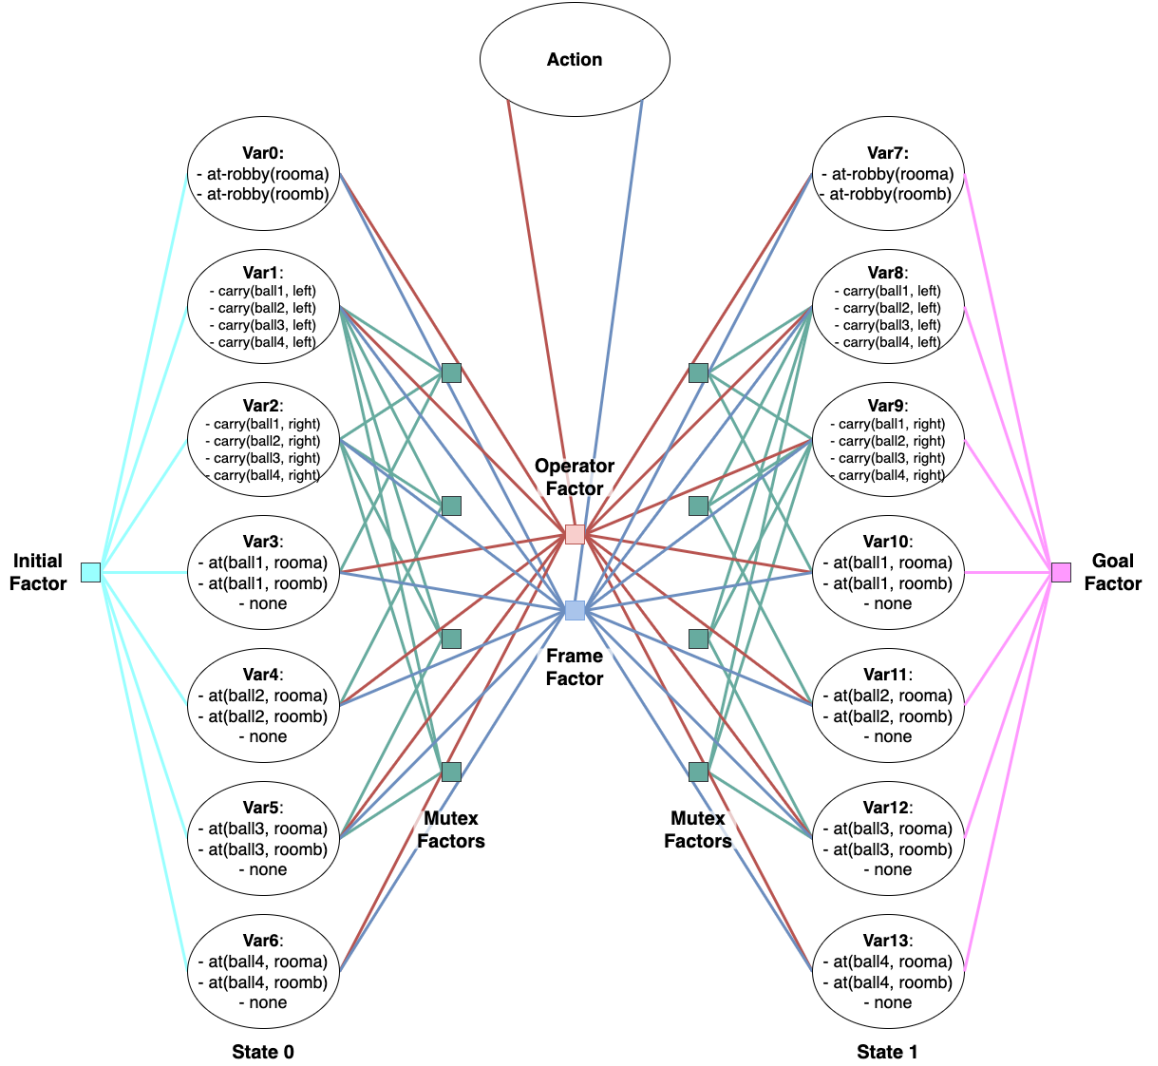 Action
Var0:
- at-robby(rooma)
- at-robby(roomb)
Var1:
- carry(ball1, left)
- carry(ball2, left)
- carry(ball3, left)
- carry(ball4, left)
Var2:
- carry(ball1, right)
- carry(ball2, right)
- carry(ball3, right)
- carry(ball4, right)
Var3:
- at(ball1, rooma)
- at(ball1, roomb)
- none
Var4:
- at(ball2, rooma)
- at(ball2, roomb)
- none
Var5:
- at(ball3, rooma)
- at(ball3, roomb)
- none
Var6:
- at(ball4, rooma)
- at(ball4, roomb)
- none
State 0
Initial
Factor
Mutex
Factors
Operator
Factor
Frame
Factor
Mutex
Factors
Var7:
- at-robby(rooma)
- at-robby(roomb)
Var8:
- carry(ball1, left)
- carry(ball2, left)
- carry(ball3, left)
- carry(ball4, left)
Var9:
- carry(ball1, right)
- carry(ball2, right)
- carry(ball3, right)
- carry(ball4, right)
Var10:
- at(ball1, rooma)
- at(ball1, roomb)
- none
Var11:
- at(ball2, rooma)
- at(ball2, roomb)
- none
Var12:
- at(ball3, rooma)
- at(ball3, roomb)
- none
Var13:
- at(ball4, rooma)
- at(ball4, roomb)
- none
State 1
Goal
Factor